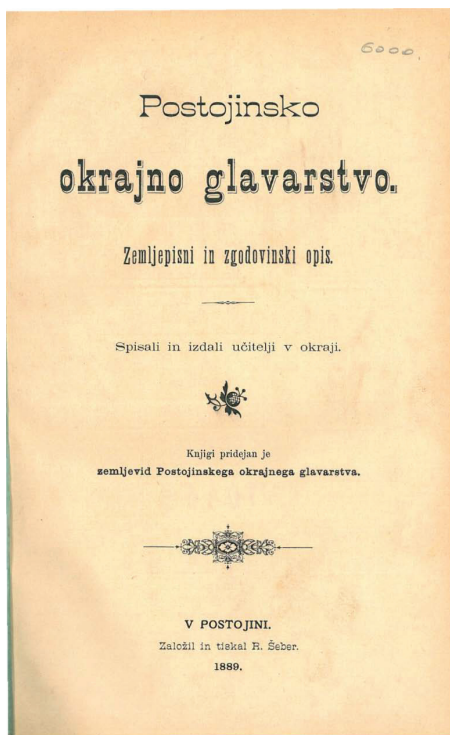 6000.
Postojinsko
okrajno glavarstvo.
Zemljepisni in zgodovinski opis.
Spisali in izdali učitelji v okraji.
Knjigi pridejan je
zemljevid Postojinskega okrajnega glavarstva.
V POSTOJINI.
Založil in tiskal R. Šeber.
1889.